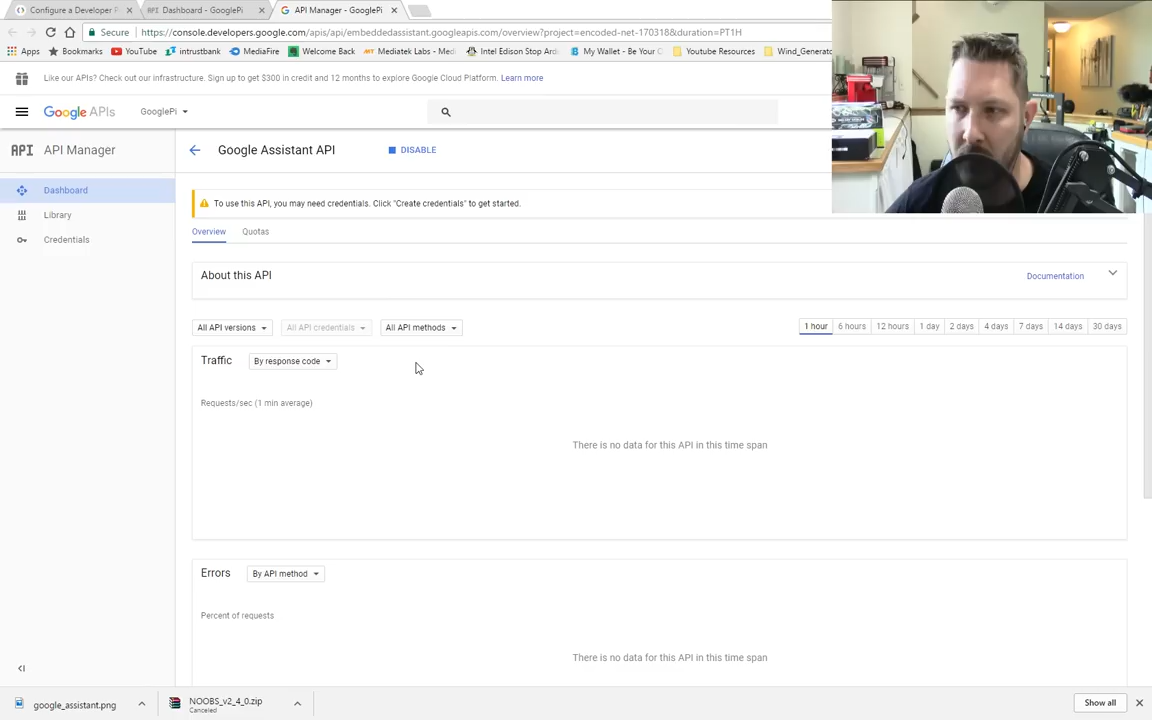 Configure a Developer P
Dashboard - GooglePi
API Manager - GooglePi
Secure
https://console.developers.google.com/apis/api/embeddedassistant.googleapis.com/overview?project=encoded-net-170318&duration=PT1H
Apps
Bookmarks
YouTube
intrustbank
MediaFire
Welcome Back
Mediatek Labs - Med
Intel Edison Stop Ard
My Wallet - Be Your C
Youtube Resources
Wind_Generato
Like our APIs? Check out our infrastructure. Sign up to get $300 in credit and 12 months to explore Google Cloud Platform. Learn more
Google APIs
GooglePi
API
API Manager
Google Assistant API
DISABLE
Dashboard
Library
Credentials
To use this API, you may need credentials. Click "Create credentials" to get started.
Overview
Quotas
About this API
Documentation
All API versions
All API credentials
All API methods
1 hour
6 hours
12 hours
1 day
2 days
4 days
7 days
14 days
30 days
Traffic
By response code
Requests/sec (1 min average)
There is no data for this API in this time span
Errors
By API method
Percent of requests
There is no data for this API in this time span
google_assistant.png
NOOBS_v2_4_0.zip
Canceled
Show all